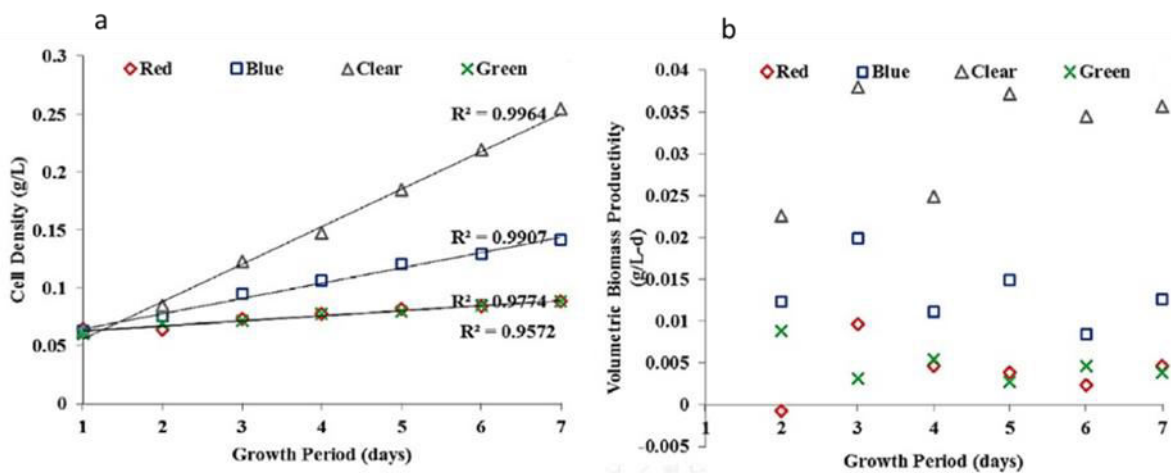 a
Red Blue Clear Green
0.3
0.25
0.2
0.15
0.1
0.05
0
R² = 0.9964
R² = 0.9907
R² = 0.9774
R² = 0.9572
Cell Density (g/L)
1 2 3 4 5 6 7
Growth Period (days)
b
Red Blue Clear Green
0.04
0.035
0.03
0.025
0.02
0.015
0.01
0.005
0
-0.005
Volumetric Biomass Productivity
(g/L-d)
1 2 3 4 5 6 7
Growth Period (days)